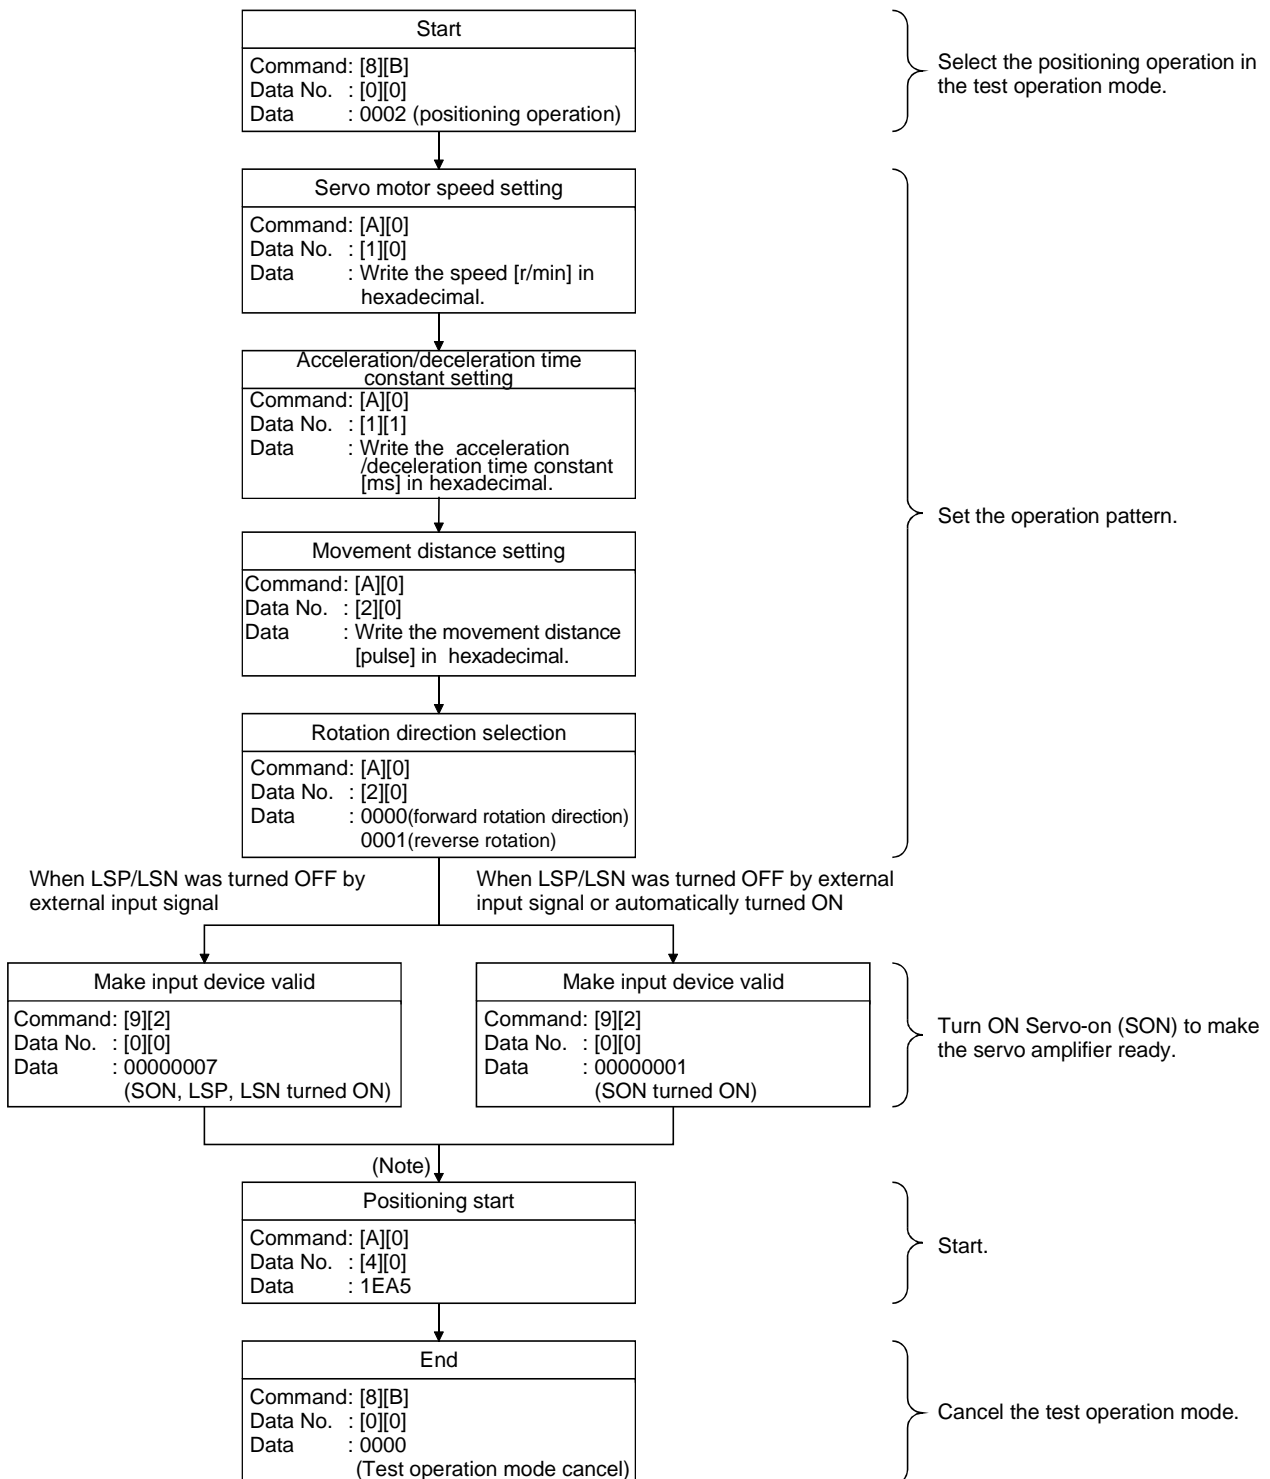 Start
Command: [8][B]
Data No. : [0][0]
Data : 0002 (positioning operation)
Select the positioning operation in
the test operation mode.
Servo motor speed setting
Command: [A][0]
Data No. : [1][0]
Data : Write the speed [r/min] in
hexadecimal.
Acceleration/deceleration time
constant setting
Command: [A][0]
Data No. : [1][1]
Data : Write the acceleration
/deceleration time constant
[ms] in hexadecimal.
Movement distance setting
Command: [A][0]
Data No. : [2][0]
Data : Write the movement distance
[pulse] in hexadecimal.
Rotation direction selection
Command: [A][0]
Data No. : [2][0]
Data : 0000(forward rotation direction)
0001(reverse rotation)
Set the operation pattern.
When LSP/LSN was turned OFF by
external input signal
When LSP/LSN was turned OFF by external
input signal or automatically turned ON
Make input device valid
Command: [9][2]
Data No. : [0][0]
Data : 00000007
(SON, LSP, LSN turned ON)
Make input device valid
Command: [9][2]
Data No. : [0][0]
Data : 00000001
(SON turned ON)
Turn ON Servo-on (SON) to make
the servo amplifier ready.
(Note)
Positioning start
Command: [A][0]
Data No. : [4][0]
Data : 1EA5
Start.
End
Command: [8][B]
Data No. : [0][0]
Data : 0000
(Test operation mode cancel)
Cancel the test operation mode.